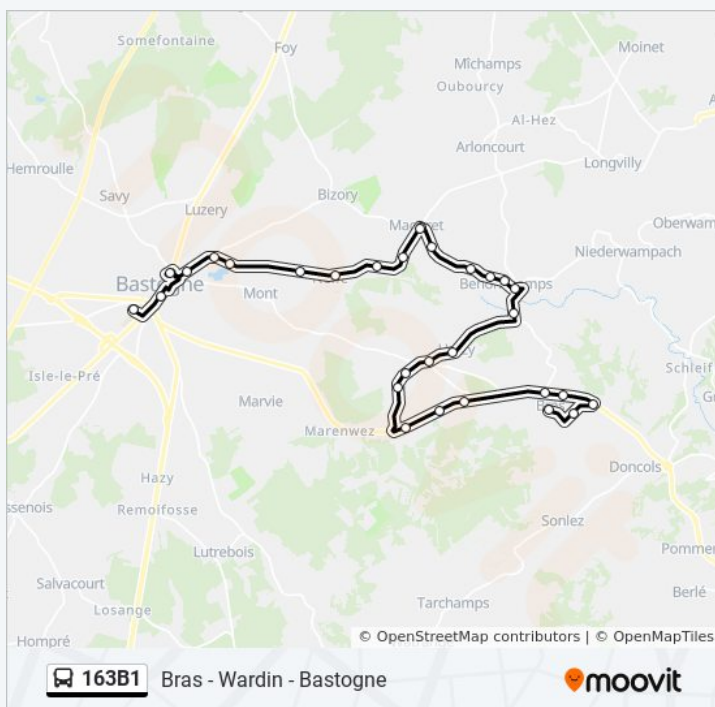 Somefontaine
Foy
Moinet
Michamps
Oubourcy
Al-Hez
Arloncourt
Longvilly
Hemroulle
Savy
Bizory
Luzery
Oberwam
Niederwampach
Bastogne
Mont
Schleif
Isle-le-Pré
Marvie
Marenwez
Doncols
Hazy
Remoifosse
ssenois
Sonlez
Lutrebois
Pommer
Salvacourt
Berlé
Tarchamps
Losange
Hompré
© OpenStreetMap contributors | © OpenMapTiles
163B1 Bras - Wardin - Bastogne
moovit